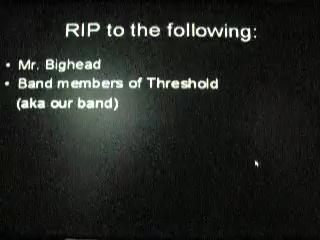 RIP to the following:
• Mr. Bighead
• Band members of Threshold
(aka our band)